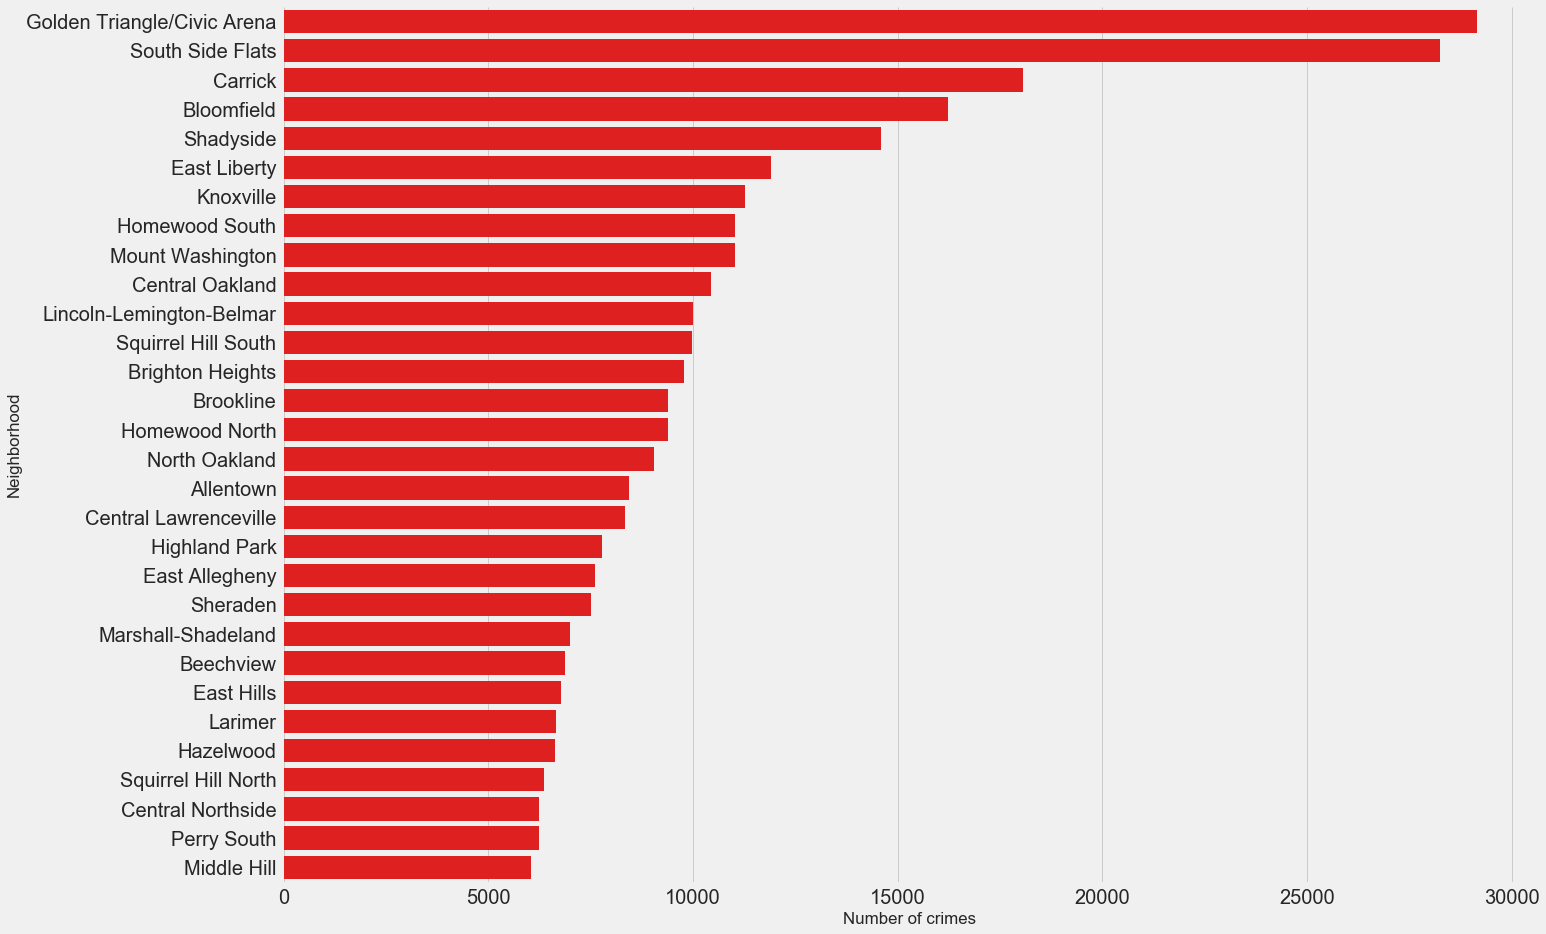 Golden Triangle/Civic Arena
South Side Flats
Carrick
Bloomfield
Shadyside
East Liberty
Knoxville
Homewood South
Mount Washington
Central Oakland
Lincoln-Lemington-Belmar
Squirrel Hill South
Brighton Heights
Brookline
Homewood North
North Oakland
Allentown
Central Lawrenceville
Highland Park
East Allegheny
Sheraden
Marshall-Shadeland
Beechview
East Hills
Larimer
Hazelwood
Squirrel Hill North
Central Northside
Perry South
Middle Hill
Neighborhood
0 5000 10000 15000 20000 25000 30000
Number of crimes